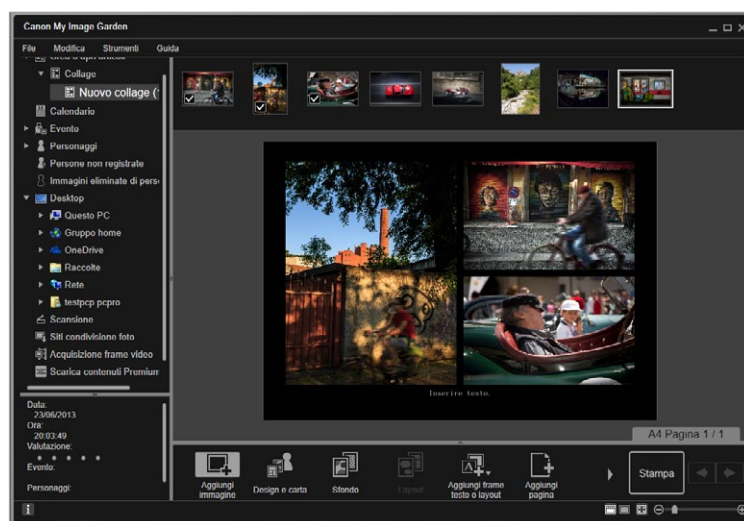 Canon My Image Garden
File Modifica Strumenti Guida
Collage
Nuovo collage (
Calendario
Evento
Personaggi
Persone non registrate
Immagini eliminate di pers
Desktop
Questo PC
Gruppo home
OneDrive
Raccolte
Rete
testpcp pcpro
Scansione
Siti condivisione foto
Acquisizione frame video
Scarica contenuti Premium
Data:
23/06/2013
Ora:
20:03:49
Valutazione:
Evento:
Personaggi:
Inserire testo.
A4 Pagina 1 / 1
Aggiungi immagine
Design e carta
Sfondo
Layout
Aggiungi frame testo o layout
Aggiungi pagina
Stampa